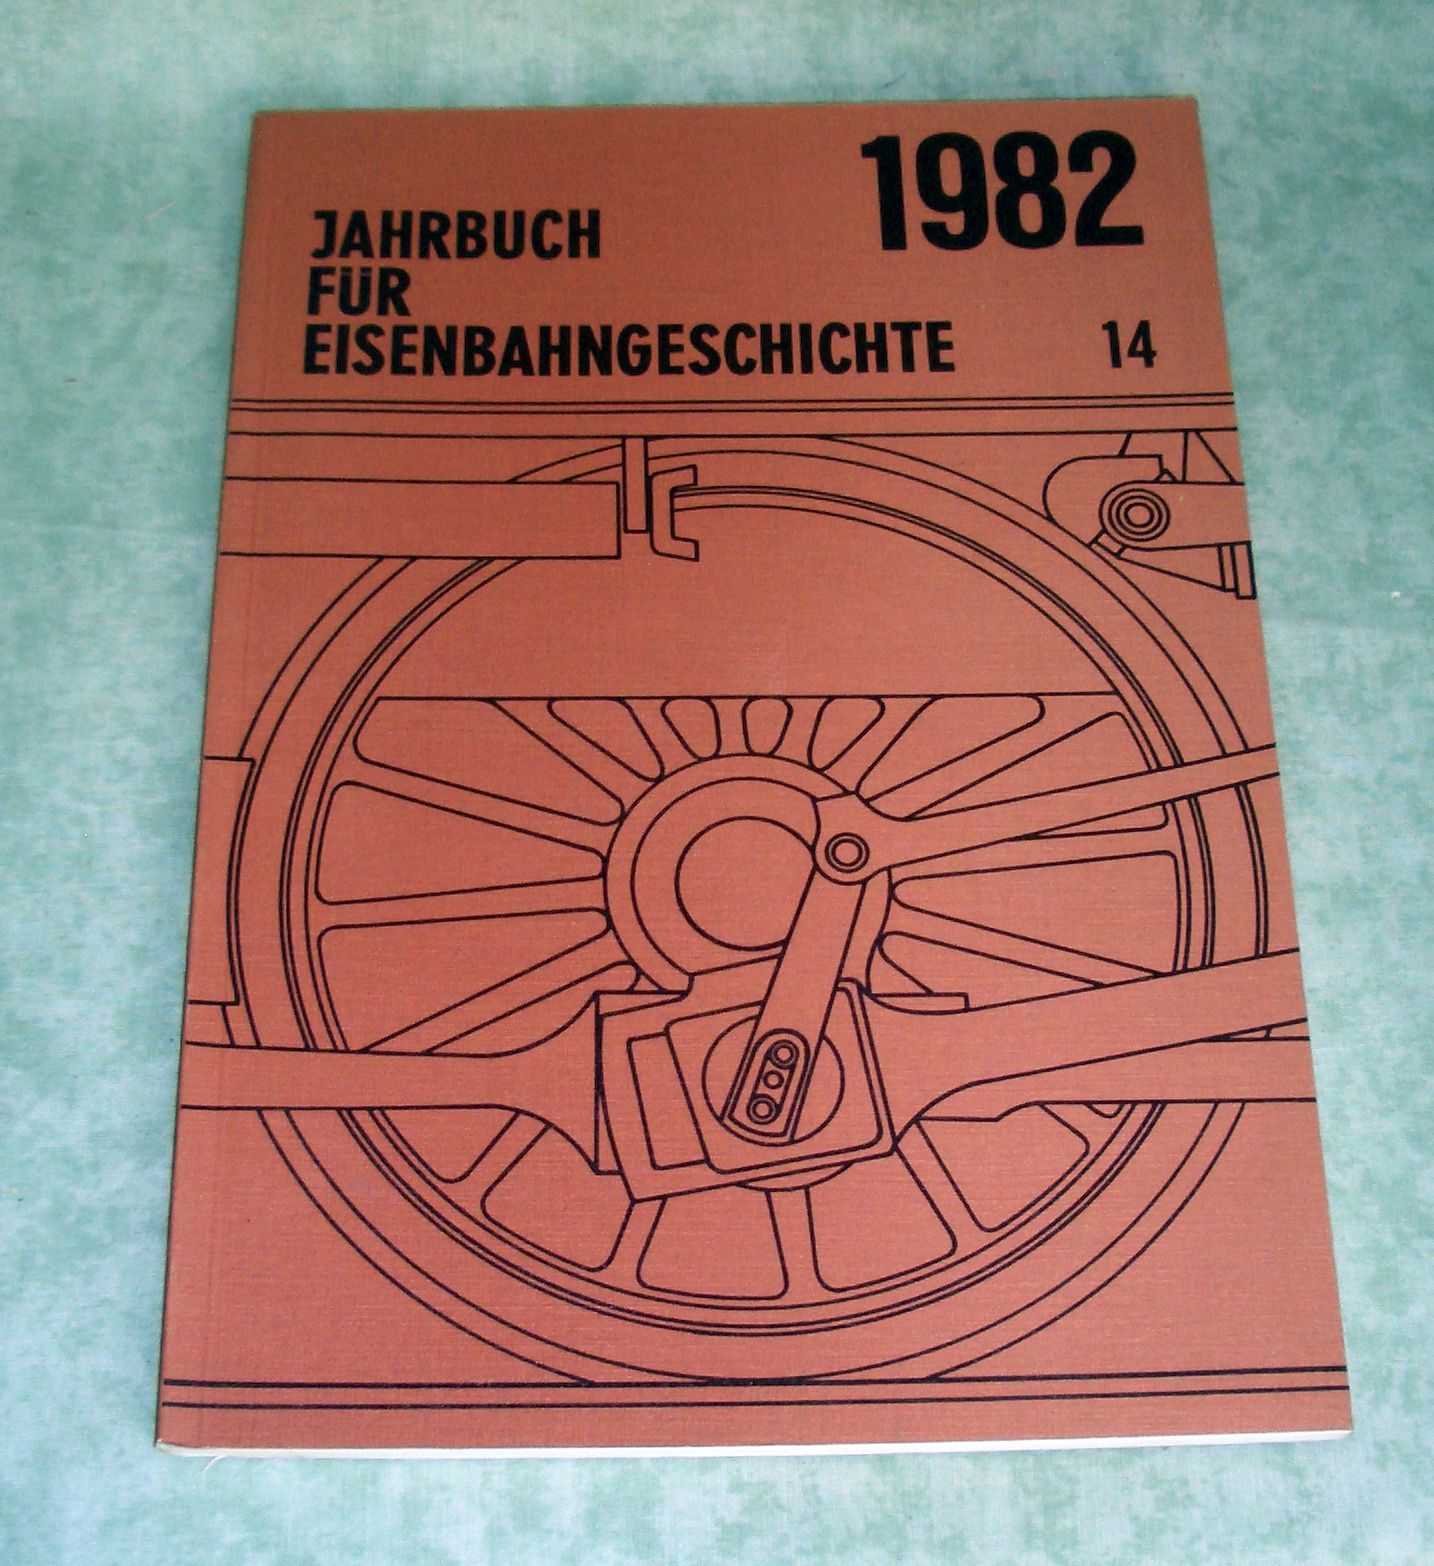 1982
JAHRBUCH
FÜR
EISENBAHNGESCHICHTE 14